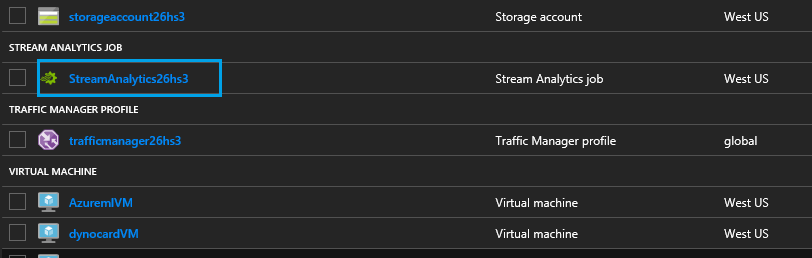 storageaccount26hs3 Storage account West US
STREAM ANALYTICS JOB
StreamAnalytics26hs3 Stream Analytics job West US
TRAFFIC MANAGER PROFILE
trafficmanager26hs3 Traffic Manager profile global
VIRTUAL MACHINE
AzuremlVM Virtual machine West US
dynocardVM Virtual machine West US